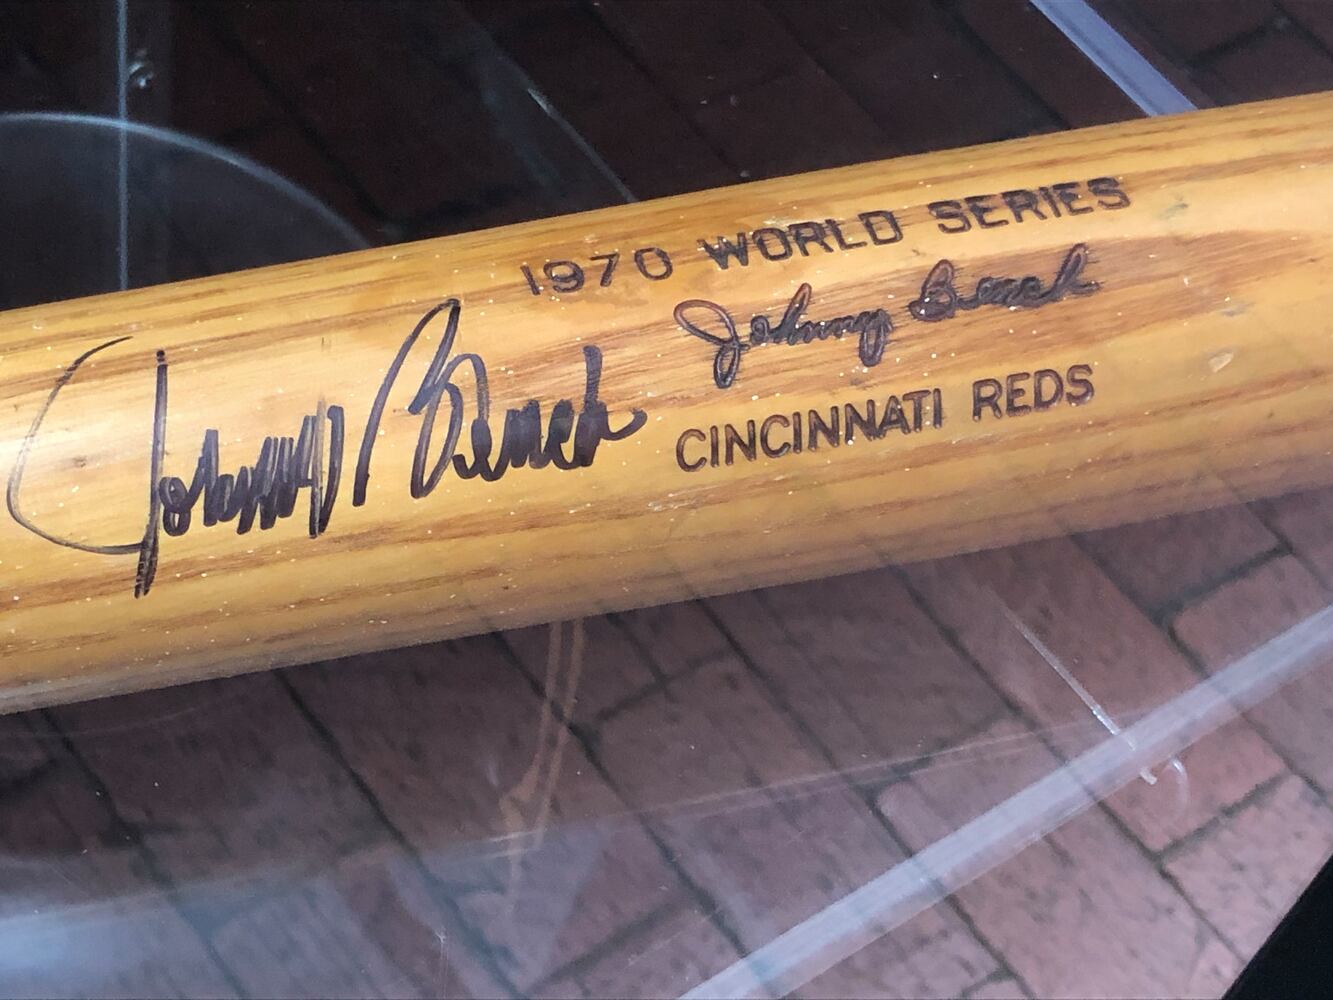 1970 WORLD SERIES
Johnny Bench
CINCINNATI REDS
Johnny Bench